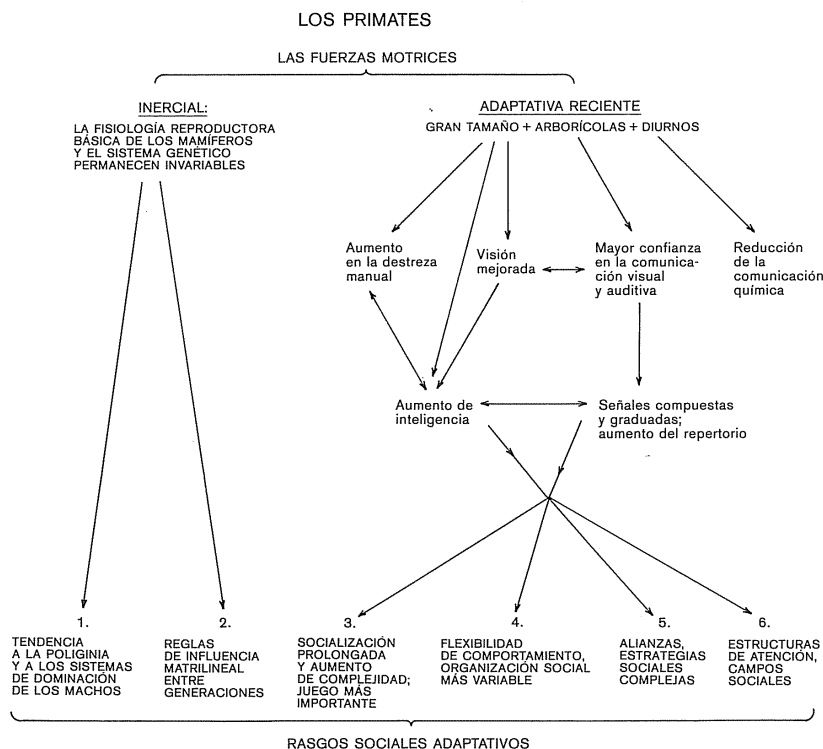 LOS PRIMATES
LAS FUERZAS MOTRICES
INERCIAL:
LA FISIOLOGÍA REPRODUCTORA
BÁSICA DE LOS MAMÍFEROS
Y EL SISTEMA GENÉTICO
PERMANECEN INVARIABLES
ADAPTATIVA RECIENTE
GRAN TAMAÑO + ARBORÍCOLAS + DIURNOS
Aumento
en la destreza
manual
Visión
mejorada
Mayor confianza
en la comunica-
ción visual
y auditiva
Reducción
de la
comunicación
química
Aumento de
inteligencia
Señales compuestas
y graduadas;
aumento del repertorio
1.
TENDENCIA
A LA POLIGINIA
Y A LOS SISTEMAS
DE DOMINACIÓN
DE LOS MACHOS
2.
REGLAS
DE INFLUENCIA
MATRILINEAL
ENTRE
GENERACIONES
3.
SOCIALIZACIÓN
PROLONGADA
Y AUMENTO
DE COMPLEJIDAD;
JUEGO MÁS
IMPORTANTE
4.
FLEXIBILIDAD
DE COMPORTAMIENTO,
ORGANIZACIÓN SOCIAL
MÁS VARIABLE
5.
ALIANZAS,
ESTRATEGIAS
SOCIALES
COMPLEJAS
6.
ESTRUCTURAS
DE ATENCIÓN,
CAMPOS
SOCIALES
RASGOS SOCIALES ADAPTATIVOS